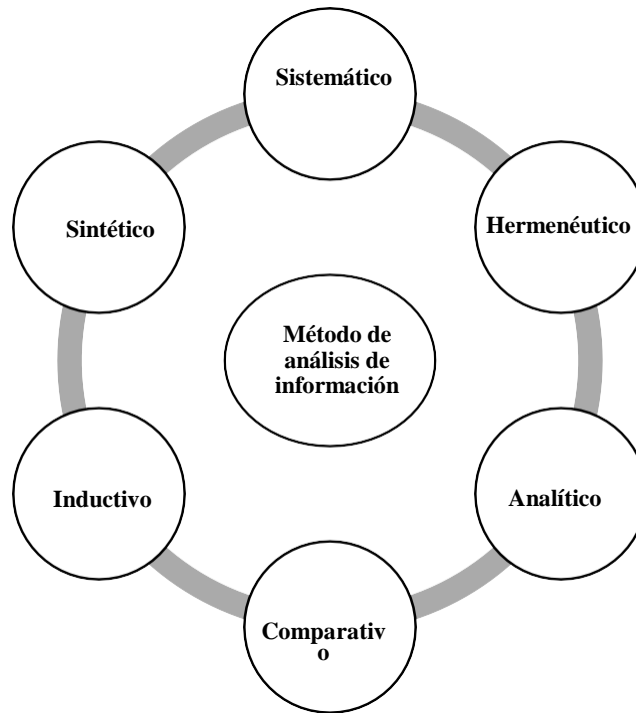 Sistemático
Sintético
Hermenéutico
Método de
análisis de
información
Inductivo
Analítico
Comparativ
o